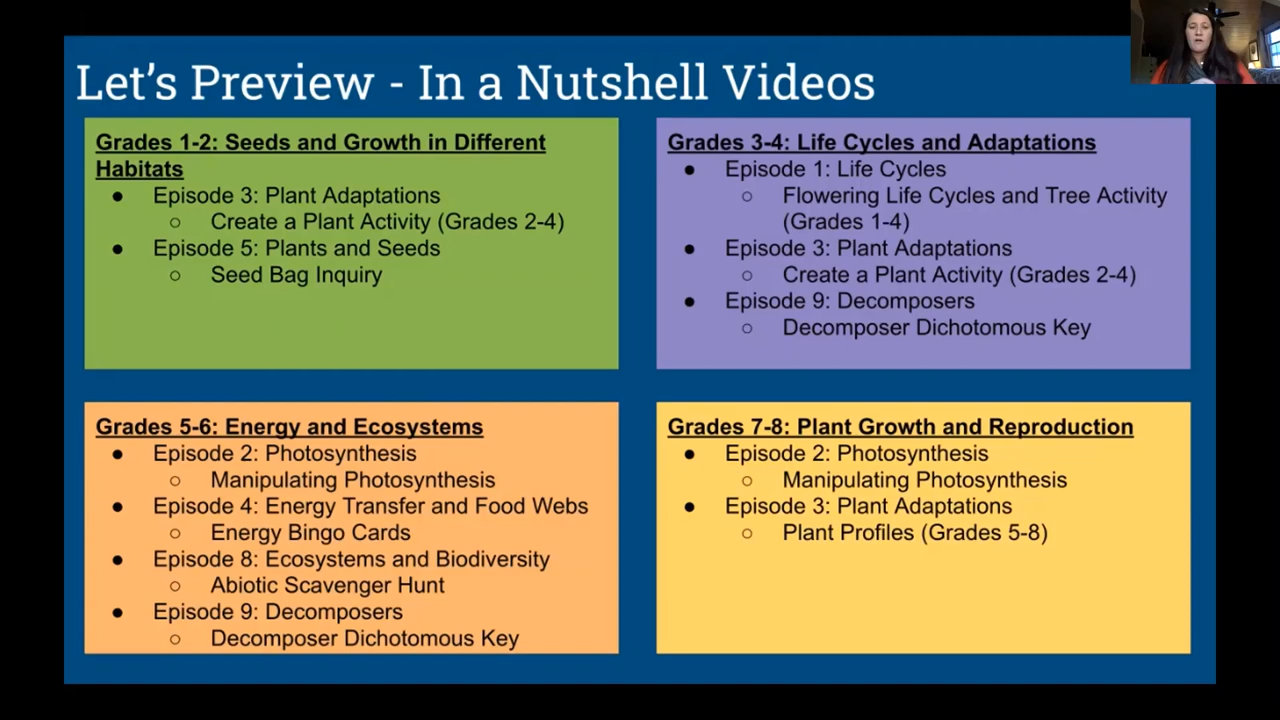 Let's Preview - In a Nutshell Videos
Grades 1-2: Seeds and Growth in Different
Habitats
● Episode 3: Plant Adaptations
○ Create a Plant Activity (Grades 2-4)
● Episode 5: Plants and Seeds
○ Seed Bag Inquiry
Grades 3-4: Life Cycles and Adaptations
● Episode 1: Life Cycles
○ Flowering Life Cycles and Tree Activity
(Grades 1-4)
● Episode 3: Plant Adaptations
○ Create a Plant Activity (Grades 2-4)
● Episode 9: Decomposers
○ Decomposer Dichotomous Key
Grades 5-6: Energy and Ecosystems
● Episode 2: Photosynthesis
○ Manipulating Photosynthesis
● Episode 4: Energy Transfer and Food Webs
○ Energy Bingo Cards
● Episode 8: Ecosystems and Biodiversity
○ Abiotic Scavenger Hunt
● Episode 9: Decomposers
○ Decomposer Dichotomous Key
Grades 7-8: Plant Growth and Reproduction
● Episode 2: Photosynthesis
○ Manipulating Photosynthesis
● Episode 3: Plant Adaptations
○ Plant Profiles (Grades 5-8)